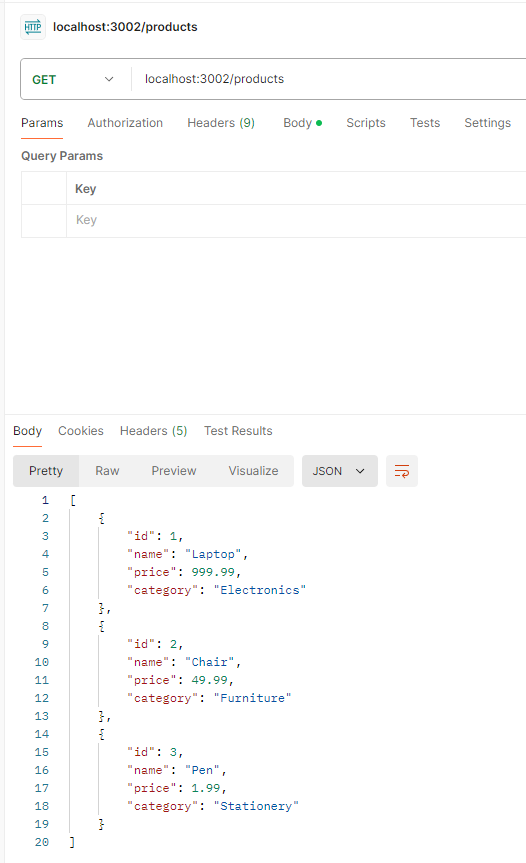 HTTP localhost:3002/products
GET localhost:3002/products
Params Authorization Headers (9) Body Scripts Tests Settings
Query Params
Key
Key
Body Cookies Headers (5) Test Results
Pretty Raw Preview Visualize JSON
1 [
2 {
3 "id": 1,
4 "name": "Laptop",
5 "price": 999.99,
6 "category": "Electronics"
7 },
8 {
9 "id": 2,
10 "name": "Chair",
11 "price": 49.99,
12 "category": "Furniture"
13 },
14 {
15 "id": 3,
16 "name": "Pen",
17 "price": 1.99,
18 "category": "Stationery"
19 }
20 ]